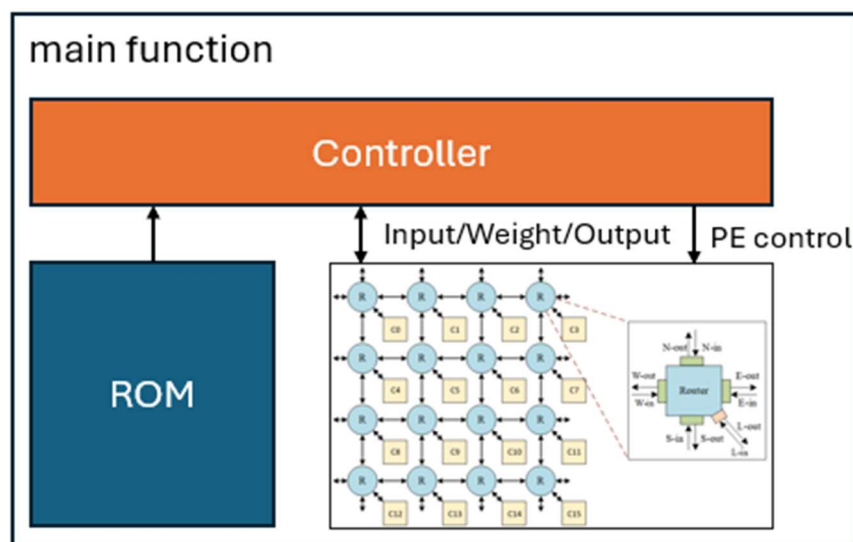 main function
Controller
Input/Weight/Output
PE control
ROM
R
R
R
R
C0
C1
C2
C3
R
R
R
R
C4
C5
C6
C7
R
R
R
R
C8
C9
C10
C11
R
R
R
R
C12
C13
C14
C15
N-out
N-in
W-out
E-out
Router
W-in
E-in
L-out
S-in
S-out
L-in